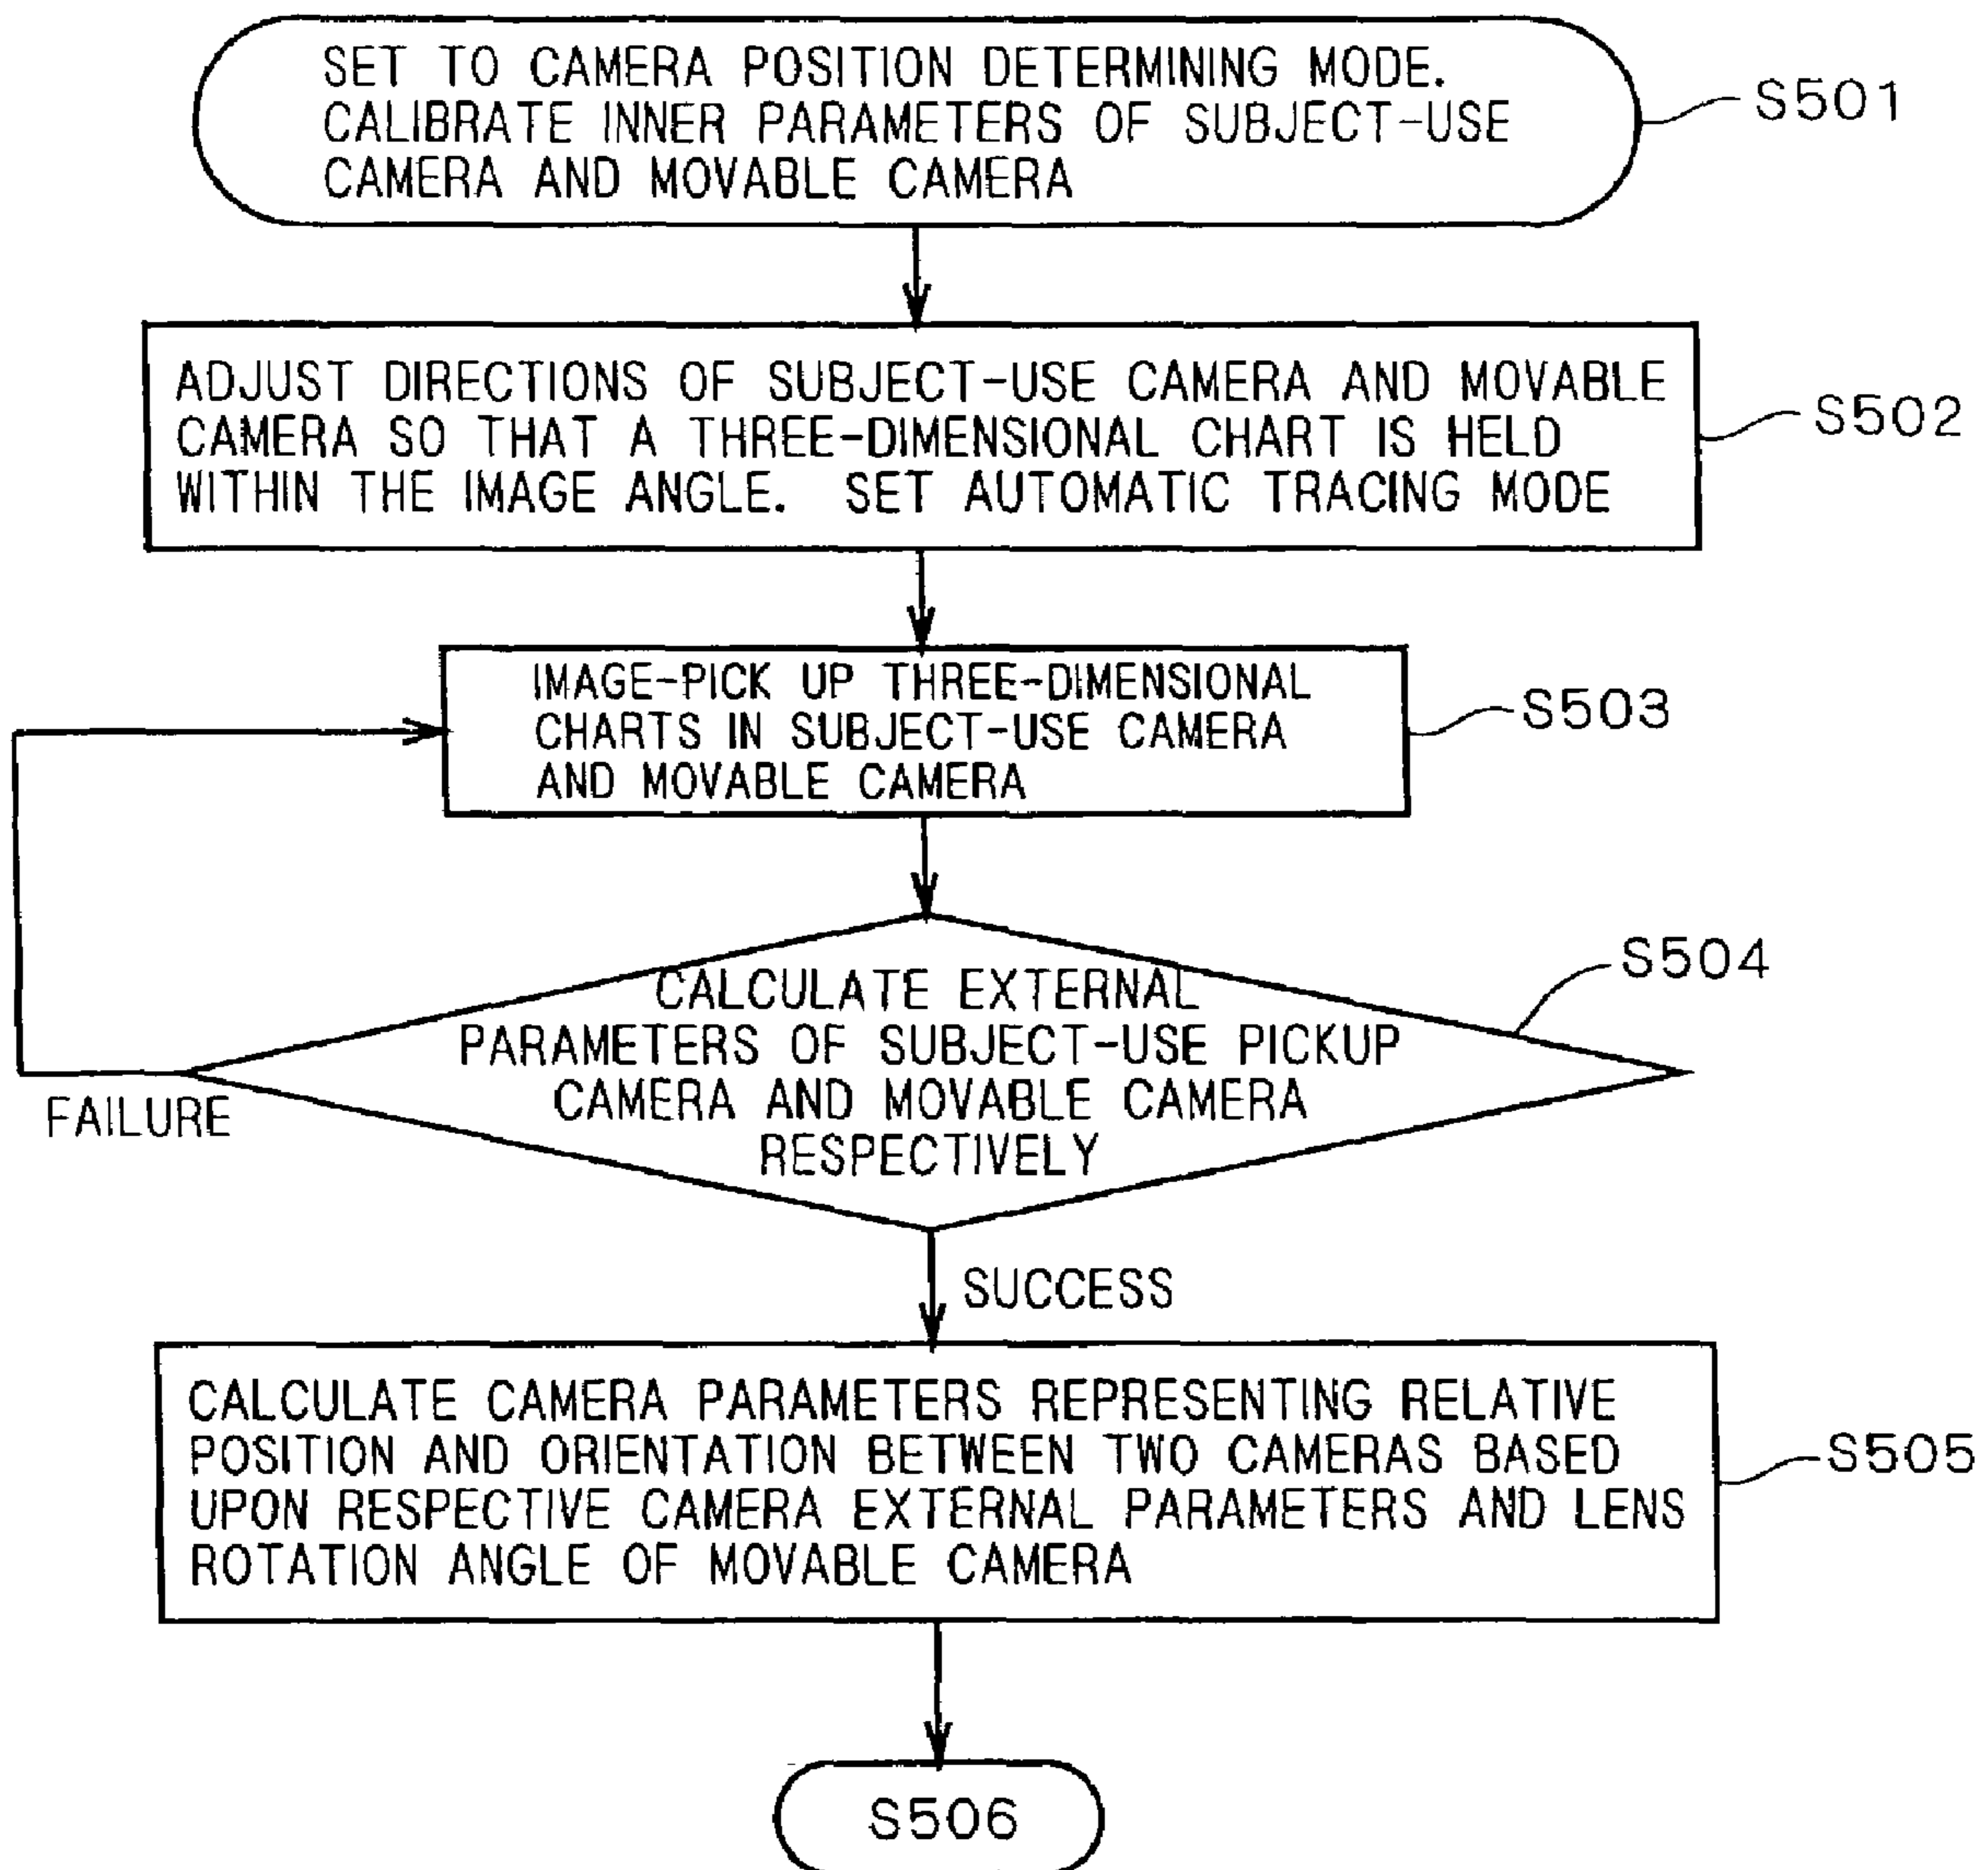 SET TO CAMERA POSITION DETERMINING MODE.
CALIBRATE INNER PARAMETERS OF SUBJECT-USE
CAMERA AND MOVABLE CAMERA
S501
ADJUST DIRECTIONS OF SUBJECT-USE CAMERA AND MOVABLE
CAMERA SO THAT A THREE-DIMENSIONAL CHART IS HELD
WITHIN THE IMAGE ANGLE. SET AUTOMATIC TRACING MODE
S502
IMAGE-PICK UP THREE-DIMENSIONAL
CHARTS IN SUBJECT-USE CAMERA
AND MOVABLE CAMERA
S503
CALCULATE EXTERNAL
PARAMETERS OF SUBJECT-USE PICKUP
CAMERA AND MOVABLE CAMERA
RESPECTIVELY
S504
FAILURE
SUCCESS
CALCULATE CAMERA PARAMETERS REPRESENTING RELATIVE
POSITION AND ORIENTATION BETWEEN TWO CAMERAS BASED
UPON RESPECTIVE CAMERA EXTERNAL PARAMETERS AND LENS
ROTATION ANGLE OF MOVABLE CAMERA
S505
S506